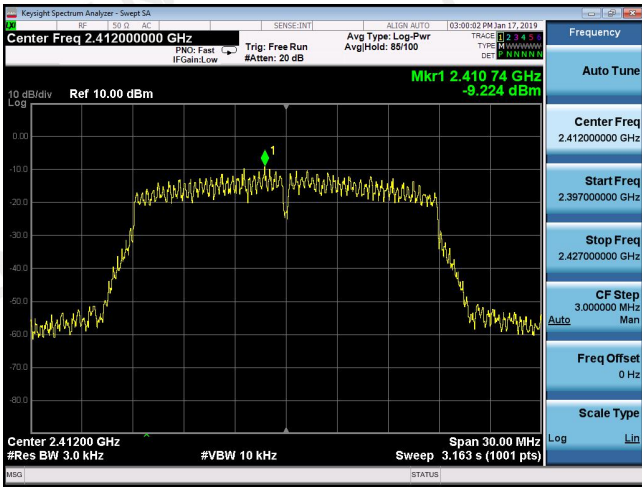 Keysight Spectrum Analyzer - Swept SA
RF 50 Ω AC SENSE:INT ALIGN AUTO 03:00:02 PM Jan 17, 2019
Center Freq 2.412000000 GHz
PNO: Fast
IFGain:Low
Trig: Free Run
#Atten: 20 dB
Avg Type: Log-Pwr
Avg|Hold: 85/100
TRACE 1 2 3 4 5 6
TYPE M W W W W W
DET P N N N N N
Mkr1 2.410 74 GHz
-9.224 dBm
10 dB/div Ref 10.00 dBm
Log
1
0.00
-10.0
-20.0
-30.0
-40.0
-50.0
-60.0
-70.0
-80.0
Center 2.41200 GHz Span 30.00 MHz
#Res BW 3.0 kHz #VBW 10 kHz Sweep 3.163 s (1001 pts)
MSG STATUS
Frequency
Auto Tune
Center Freq
2.412000000 GHz
Start Freq
2.397000000 GHz
Stop Freq
2.427000000 GHz
CF Step
3.000000 MHz
Auto Man
Freq Offset
0 Hz
Scale Type
Log Lin